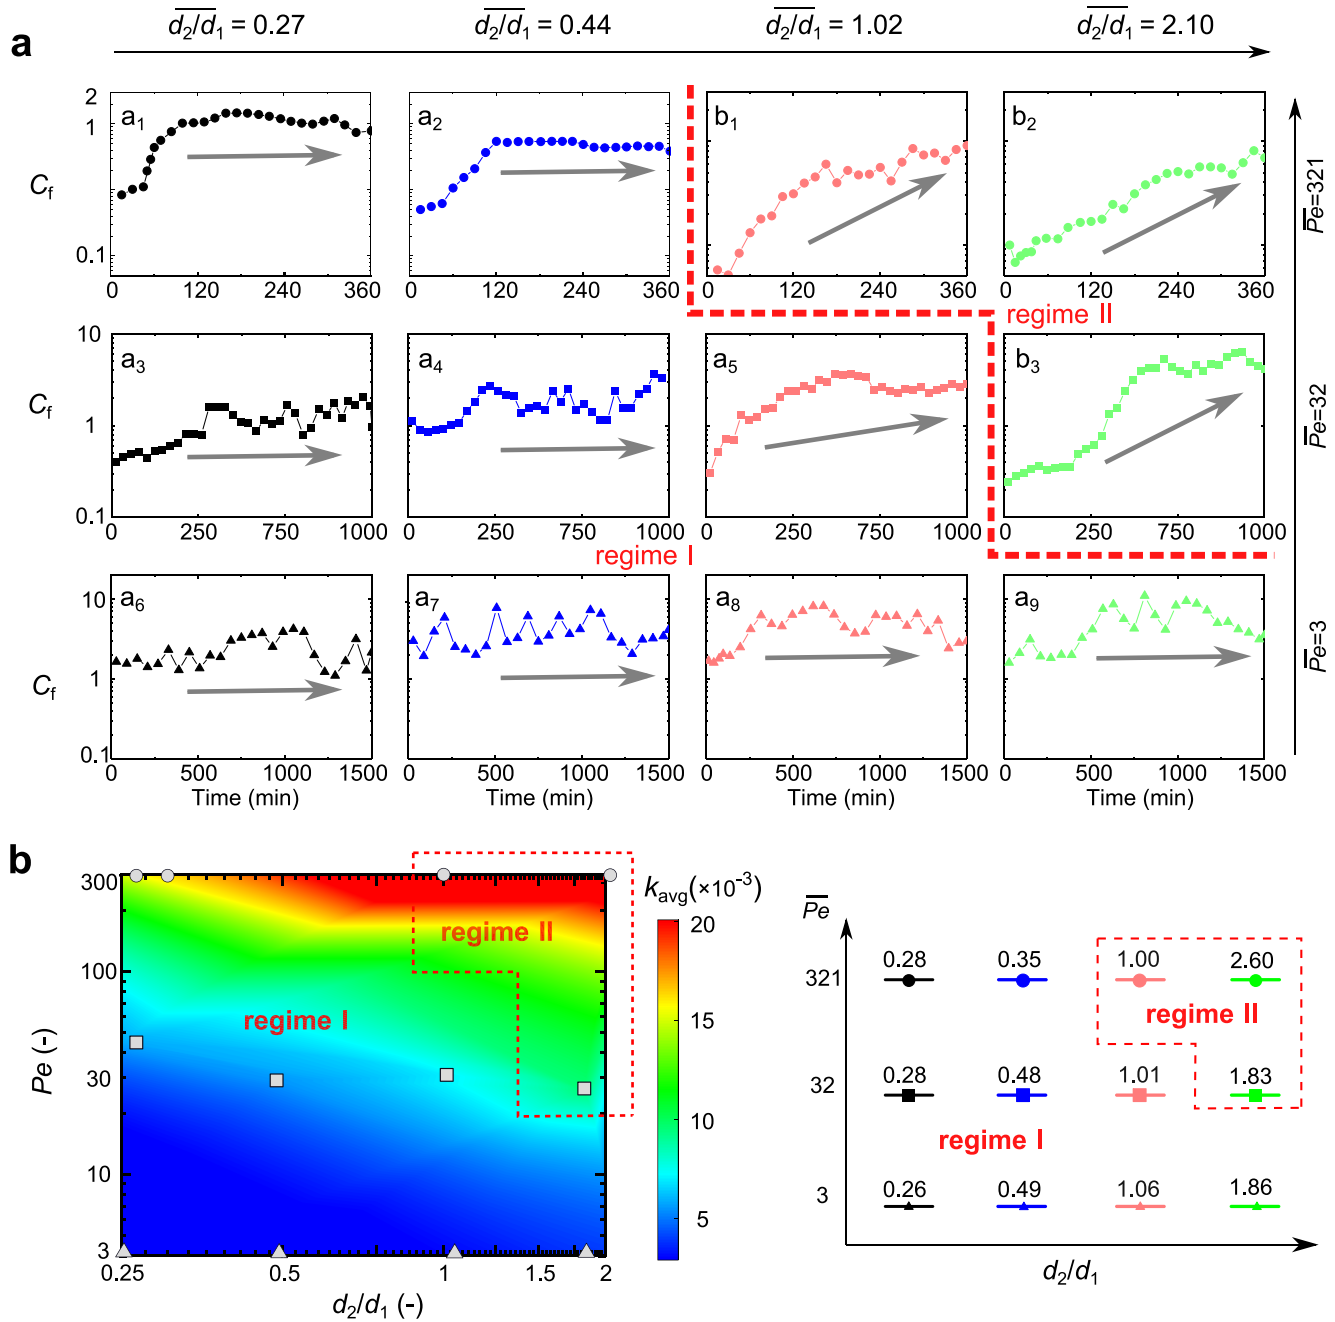 a
d2/d1 = 0.27
d2/d1 = 0.44
d2/d1 = 1.02
d2/d1 = 2.10
a1
a2
b1
b2
2
1
0.1
Cf
0 120 240 360
0 120 240 360
0 120 240 360
0 120 240 360
Pe=321
regime II
a3
a4
a5
b3
10
1
0.1
Cf
0 250 750 1000
0 250 750 1000
0 250 750 1000
0 250 750 1000
Pe=32
regime I
a6
a7
a8
a9
10
1
0.1
Cf
0 500 1000 1500
0 500 1000 1500
0 500 1000 1500
0 500 1000 1500
Time (min)
Time (min)
Time (min)
Time (min)
Pe=3
b
300
100
30
10
3
Pe (-)
regime II
regime I
0.25 0.5 1 1.5 2
d2/d1 (-)
kavg(×10-3)
20
15
10
5
Pe
321
32
3
0.28 0.35 1.00 2.60
regime II
0.28 0.48 1.01 1.83
regime I
0.26 0.49 1.06 1.86
d2/d1